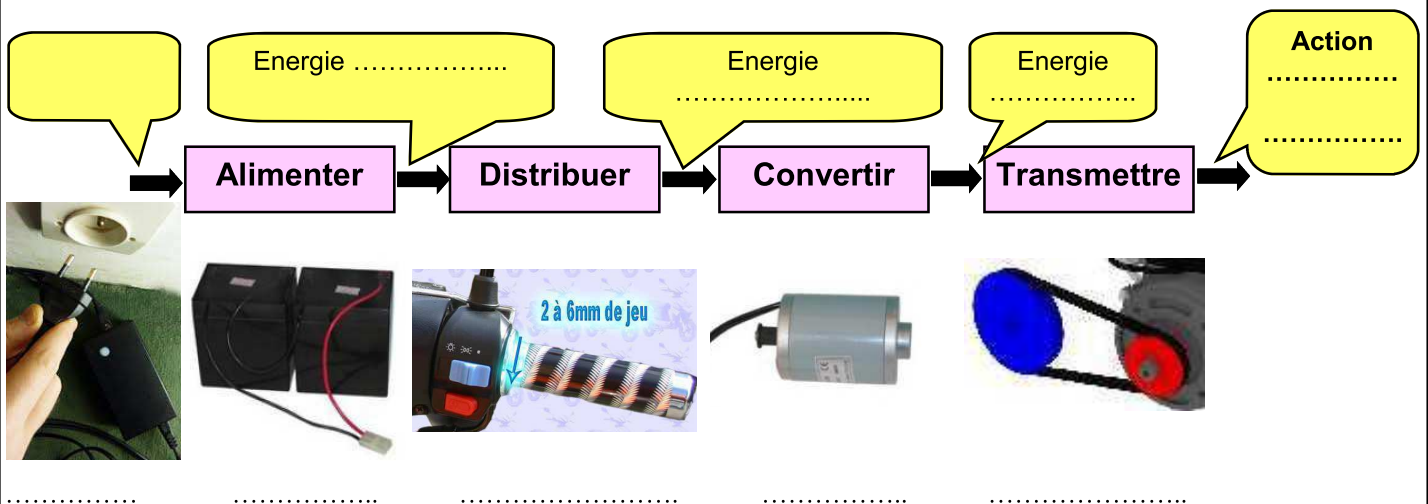 Energie ……………...
Energie
………………......
Energie
……………..
Action
……………
…………….
Alimenter
Distribuer
Convertir
Transmettre
2 à 6mm de jeu
……………
……………..
…………………….
……………..
…………………..